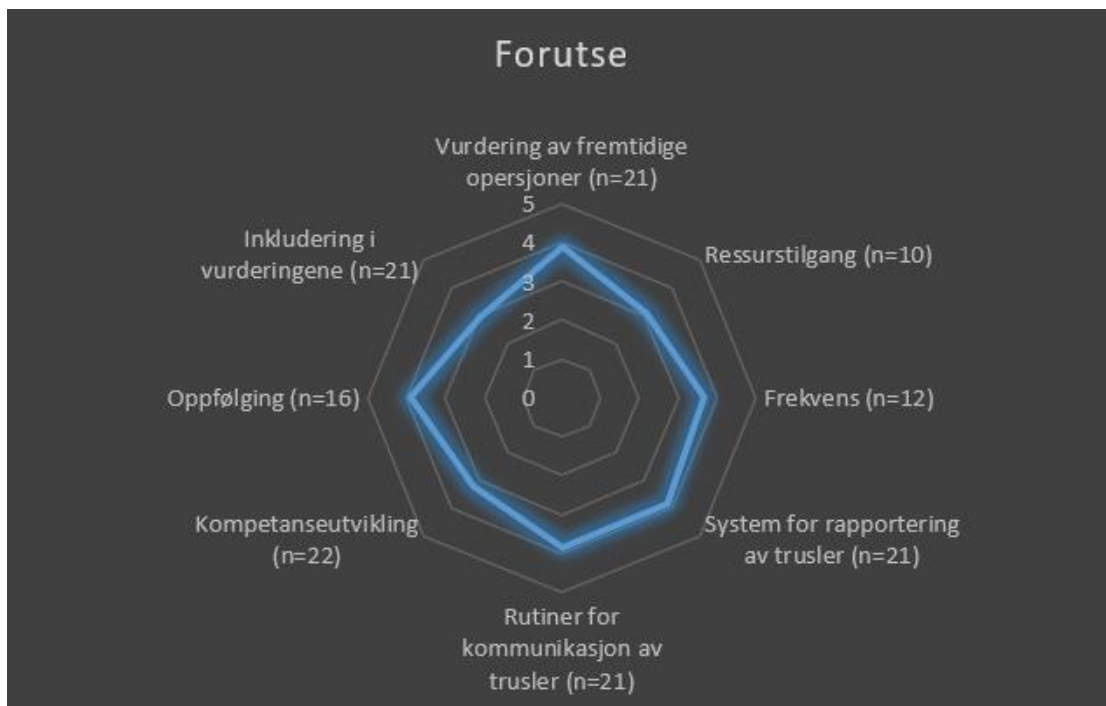 Forutse
Vurdering av fremtidige
opersjoner (n=21)
5
4
3
2
1
0
Ressurstilgang (n=10)
Frekvens (n=12)
System for rapportering
av trusler (n=21)
Rutiner for
kommunikasjon av
trusler (n=21)
Kompetanseutvikling
(n=22)
Oppfølging (n=16)
Inkludering i
vurderingene (n=21)